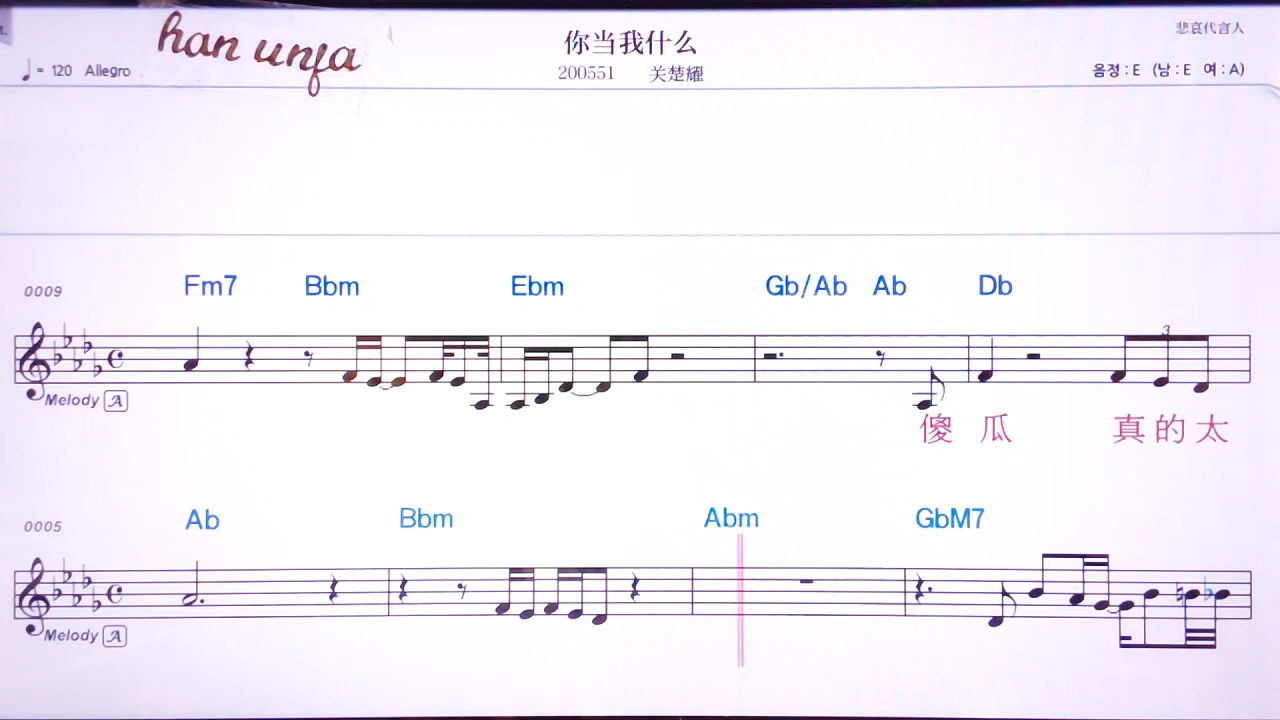 han unfa
你当我什么
悲哀代言人
♩= 120 Allegro
200551 关楚耀
음정 : E (남 : E 여 : A)
0009 Fm7 Bbm Ebm Gb/Ab Ab Db
3
Melody A
傻 瓜 真 的 太
0005 Ab Bbm Abm GbM7
Melody A